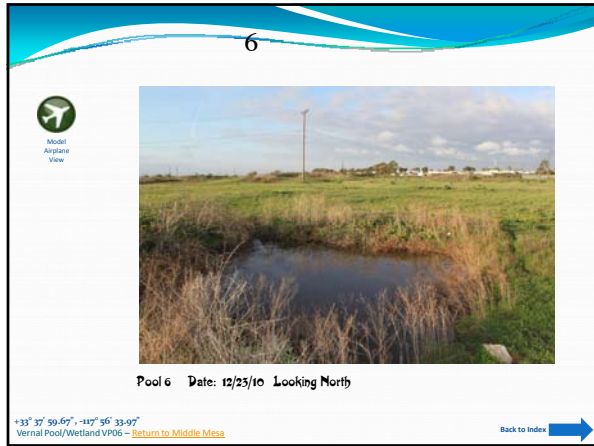 6
Model
Airplane
View
Pool 6 Date: 12/23/10 Looking North
+33° 37' 59.67", -117° 56' 33.97"
Vernal Pool/Wetland VP06 – Return to Middle Mesa
Back to Index